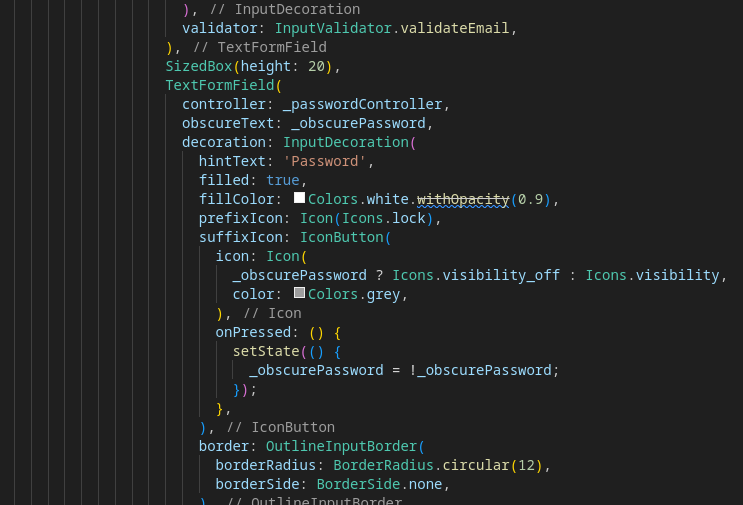 ), // InputDecoration
validator: InputValidator.validateEmail,
), // TextFormField
SizedBox(height: 20),
TextFormField(
controller: _passwordController,
obscureText: _obscurePassword,
decoration: InputDecoration(
hintText: 'Password',
filled: true,
fillColor: Colors.white.withOpacity(0.9),
prefixIcon: Icon(Icons.lock),
suffixIcon: IconButton(
icon: Icon(
_obscurePassword ? Icons.visibility_off : Icons.visibility,
color: Colors.grey,
), // Icon
onPressed: () {
setState(() {
_obscurePassword = !_obscurePassword;
});
},
), // IconButton
border: OutlineInputBorder(
borderRadius: BorderRadius.circular(12),
borderSide: BorderSide.none,
), // OutlineInputBorder